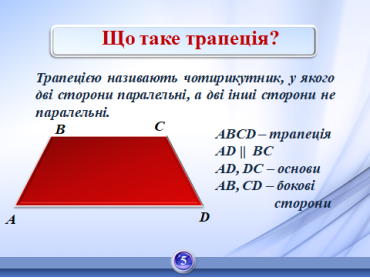 Що таке трапеція?
Трапецією називають чотирикутник, у якого
дві сторони паралельні, а дві інші сторони не
паралельні.
B
C
A
D
ABCD – трапеція
AD || BC
AD, DC – основи
AB, CD – бокові
сторони
5